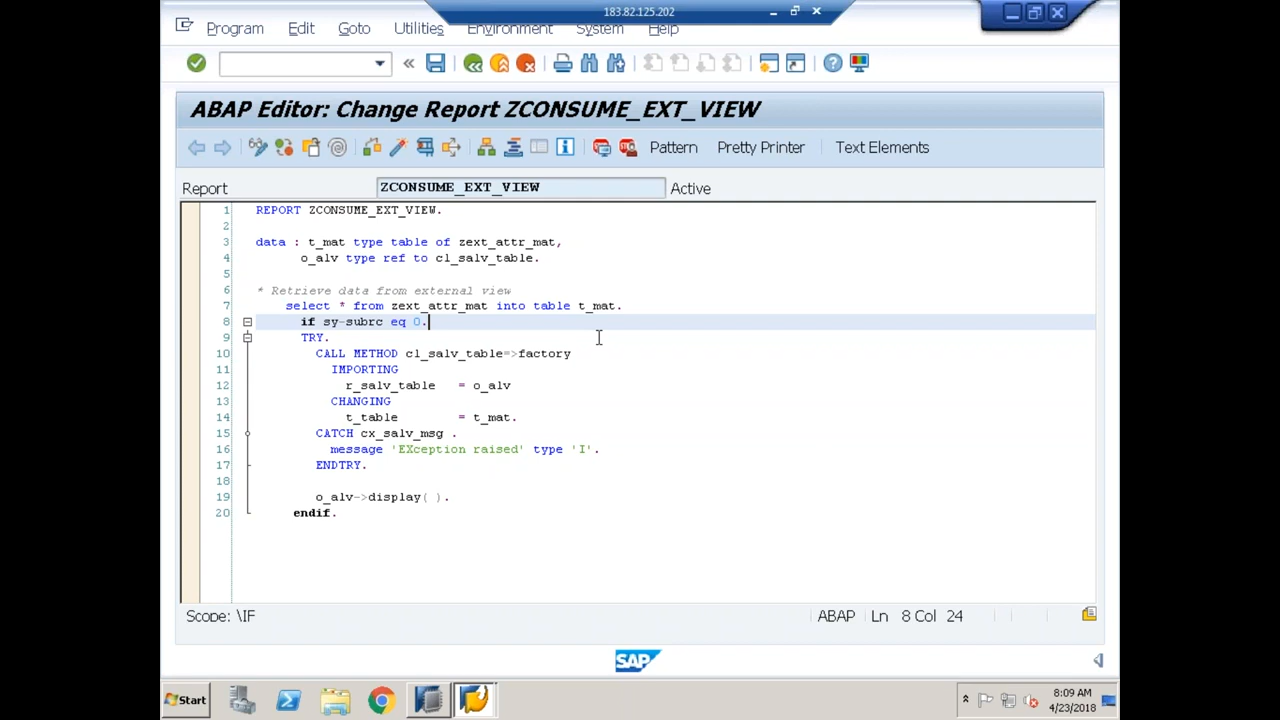 183.82.125.202
Program Edit Goto Utilities Environment System Help
ABAP Editor: Change Report ZCONSUME_EXT_VIEW
Pattern Pretty Printer Text Elements
Report ZCONSUME_EXT_VIEW Active
1 REPORT ZCONSUME_EXT_VIEW.
2
3 data : t_mat type table of zext_attr_mat,
4 o_alv type ref to cl_salv_table.
5
6 * Retrieve data from external view
7 select * from zext_attr_mat into table t_mat.
8 if sy-subrc eq 0.
9 TRY.
10 CALL METHOD cl_salv_table=>factory
11 IMPORTING
12 r_salv_table = o_alv
13 CHANGING
14 t_table = t_mat.
15 CATCH cx_salv_msg .
16 message 'EXception raised' type 'I'.
17 ENDTRY.
18
19 o_alv->display( ).
20 endif.
Scope: \IF ABAP Ln 8 Col 24
SAP
Start 8:09 AM
4/23/2018